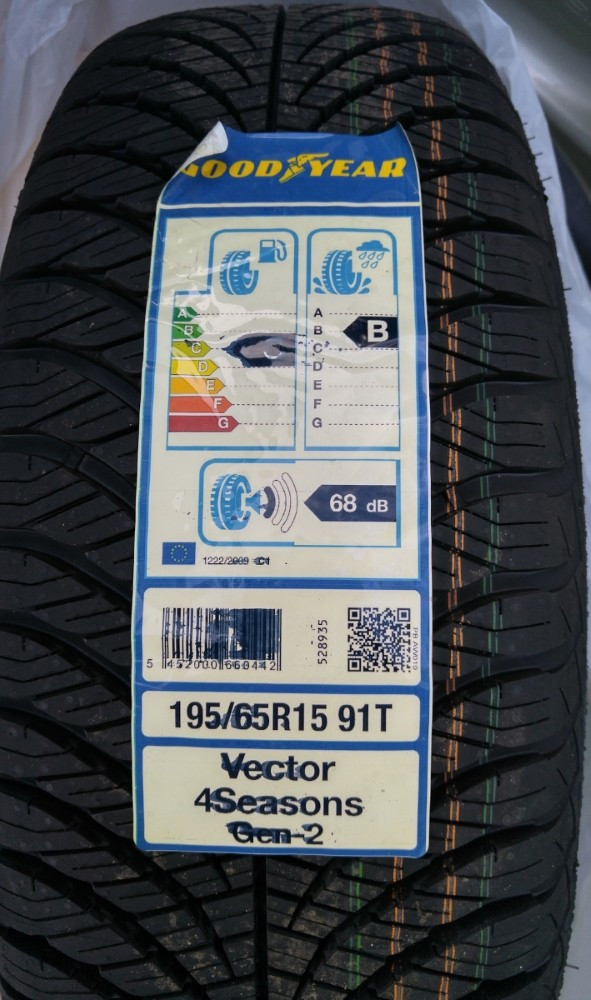 GOODYEAR
A
B
C
D
E
F
G
A
B
C
D
E
F
G
B
68 dB
1222/2009 C1
5 452000 660442
528935
195/65R15 91T
Vector
4Seasons
Gen-2